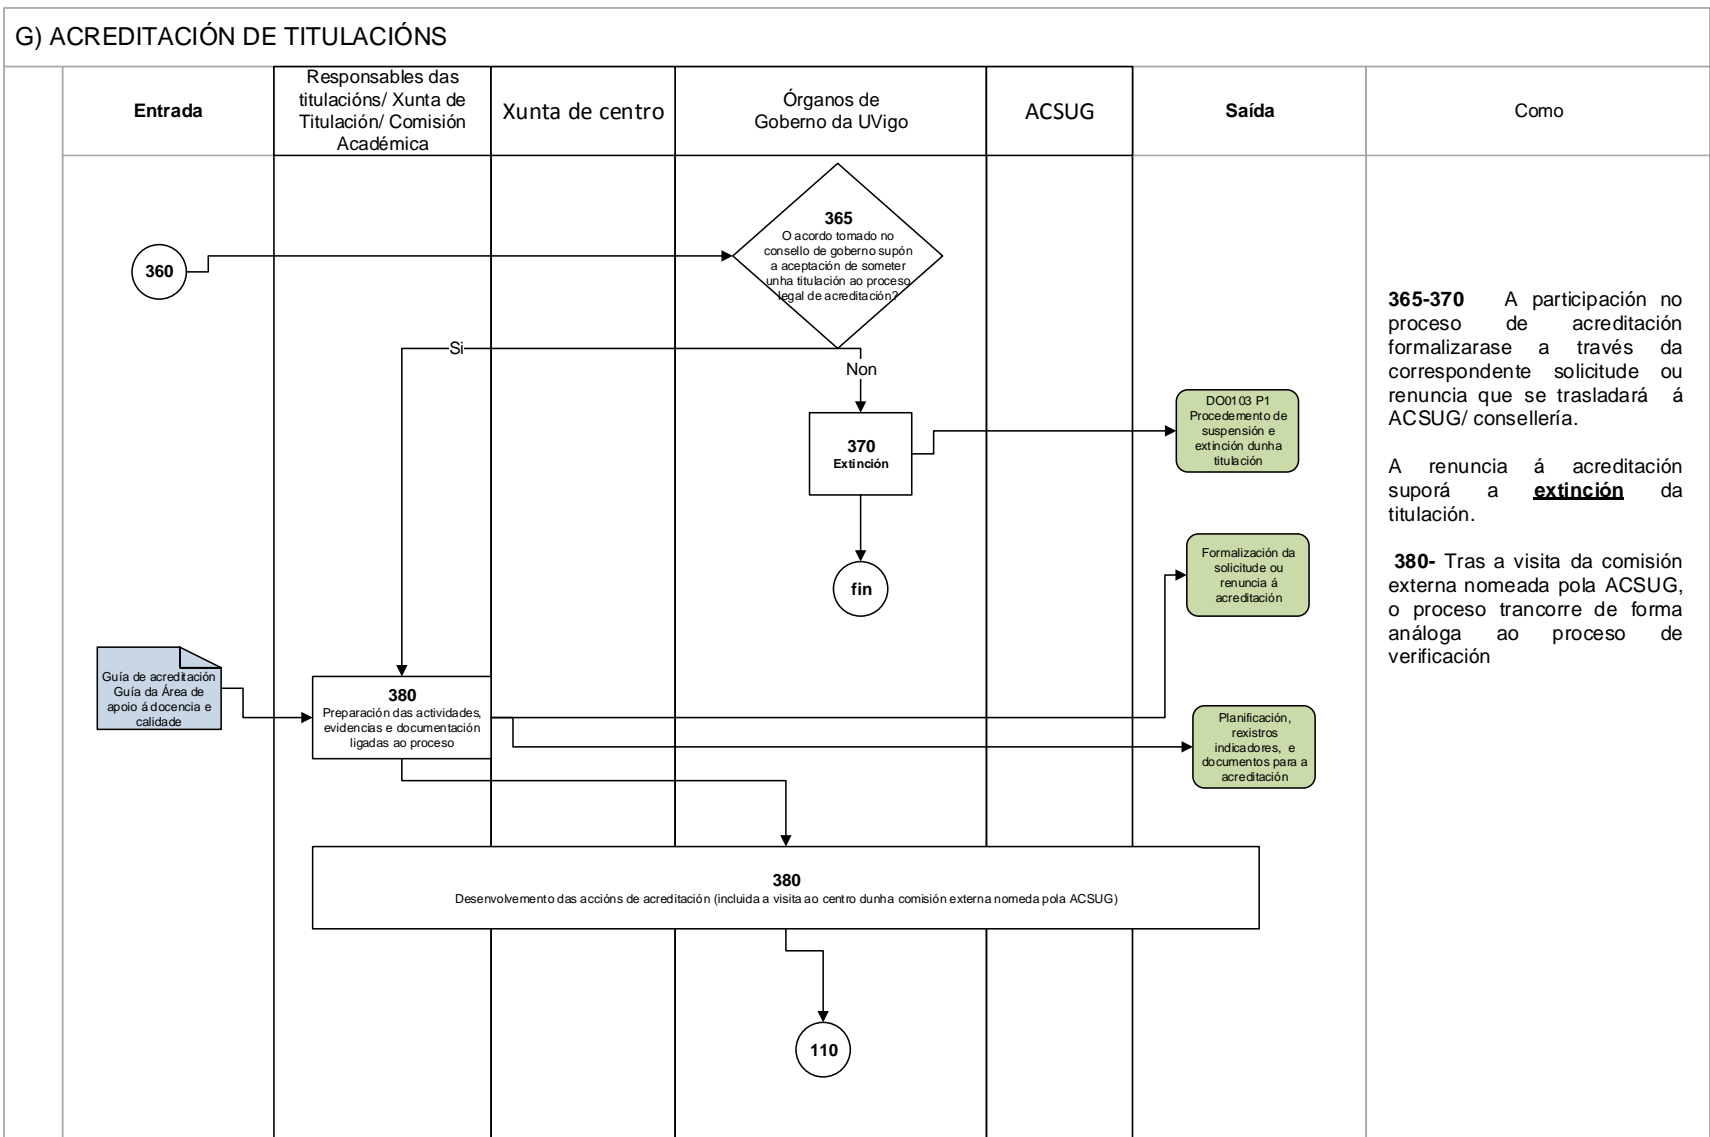 G) ACREDITACIÓN DE TITULACIÓNS
Entrada
Responsables das
titulacións/ Xunta de
Titulación/ Comisión
Académica
Xunta de centro
Órganos de
Goberno da UVigo
ACSUG
Saída
Como
365
O acordo tomado no
consello de goberno supón
a aceptación de someter
unha titulación ao proceso
legal de acreditación?
360
Si
Non
370
Extinción
DO0103 P1
Procedemento de
suspensión e
extinción dunha
titulación
fin
Formalización da
solicitude ou
renuncia á
acreditación
Guía de acreditación
Guía da Área de
apoio á docencia e
calidade
380
Preparación das actividades,
evidencias e documentación
ligadas ao proceso
Planificación,
rexistros
indicadores, e
documentos para a
acreditación
380
Desenvolvemento das accións de acreditación (incluida a visita ao centro dunha comisión externa nomeda pola ACSUG)
110
365-370 A participación no
proceso de acreditación
formalizarase a través da
correspondente solicitude ou
renuncia que se trasladará á
ACSUG/ consellería.
A renuncia á acreditación
suporá a extinción da
titulación.
380- Tras a visita da comisión
externa nomeada pola ACSUG,
o proceso trancorre de forma
análoga ao proceso de
verificación